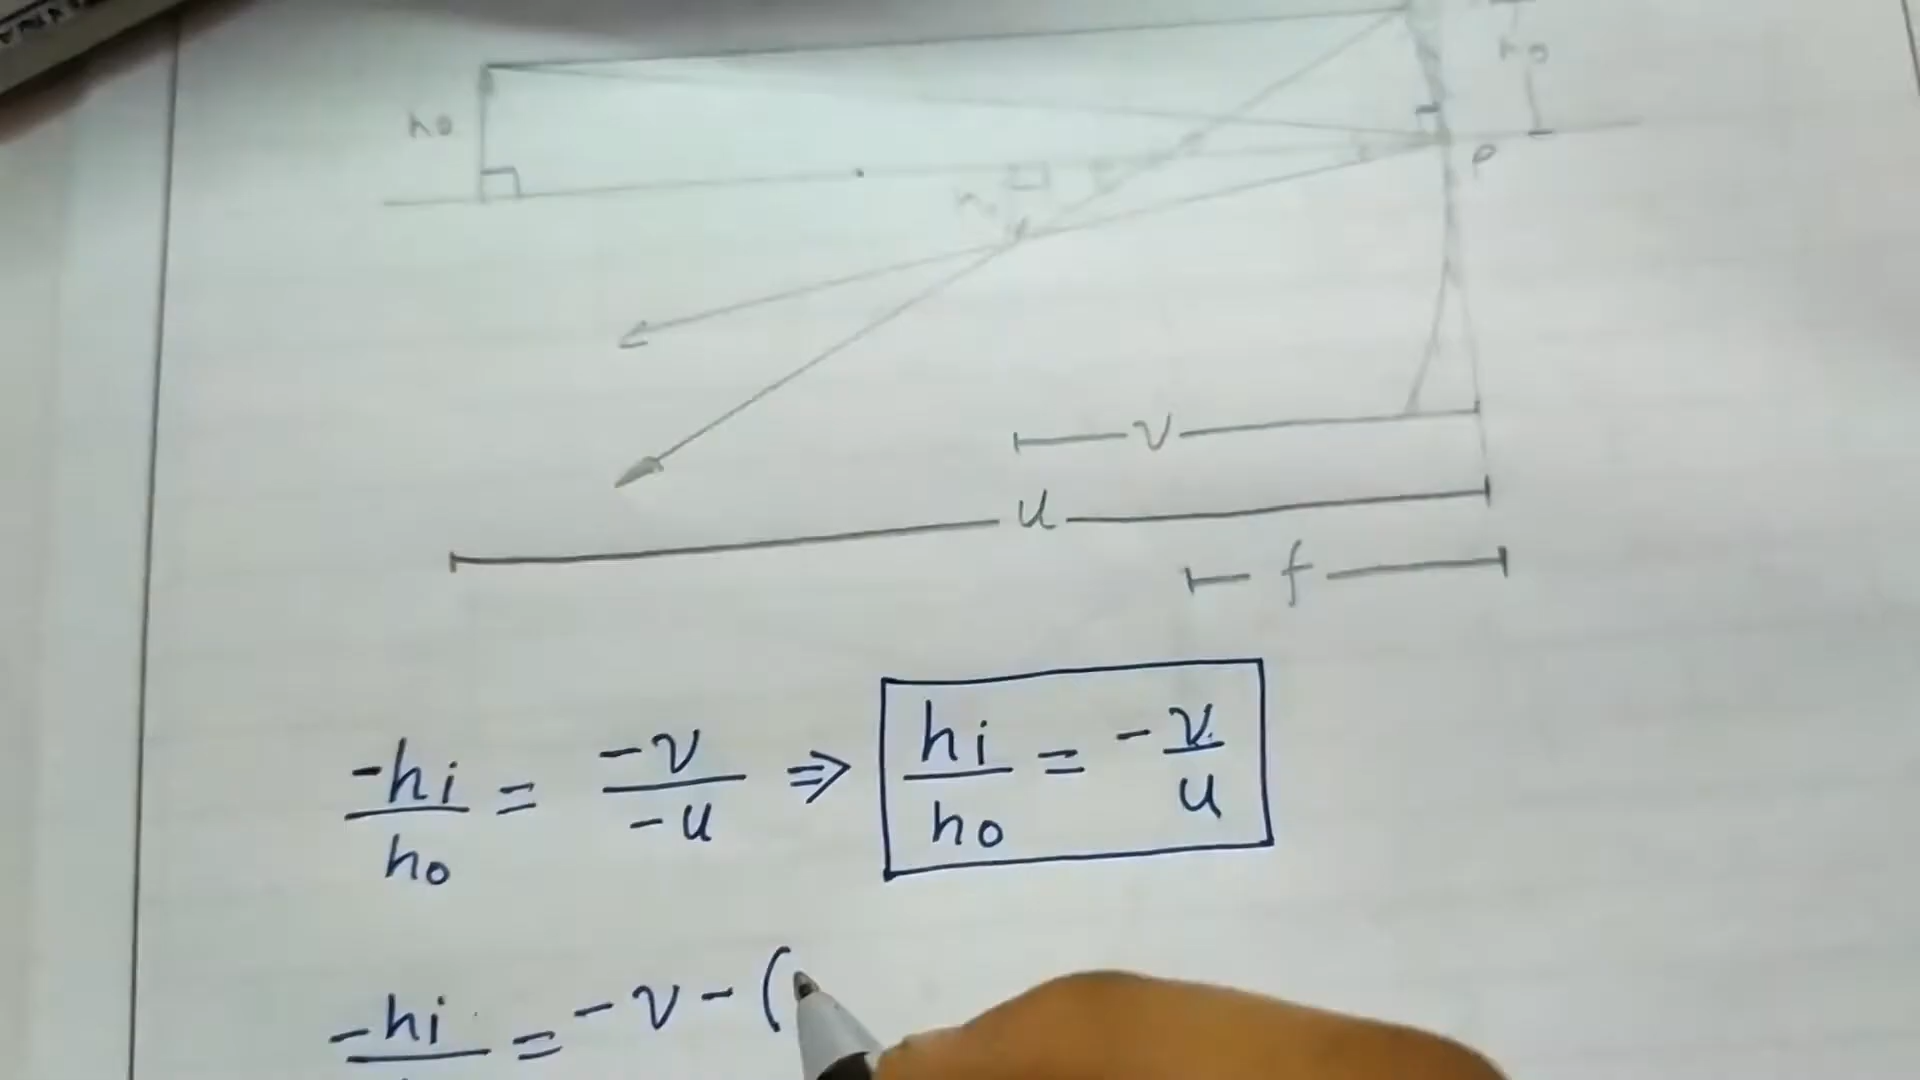 ho
ho
P
F
hi
v
u
f
-hi/ho = -v/-u ⇒ hi/ho = -v/u
-hi = -v - (